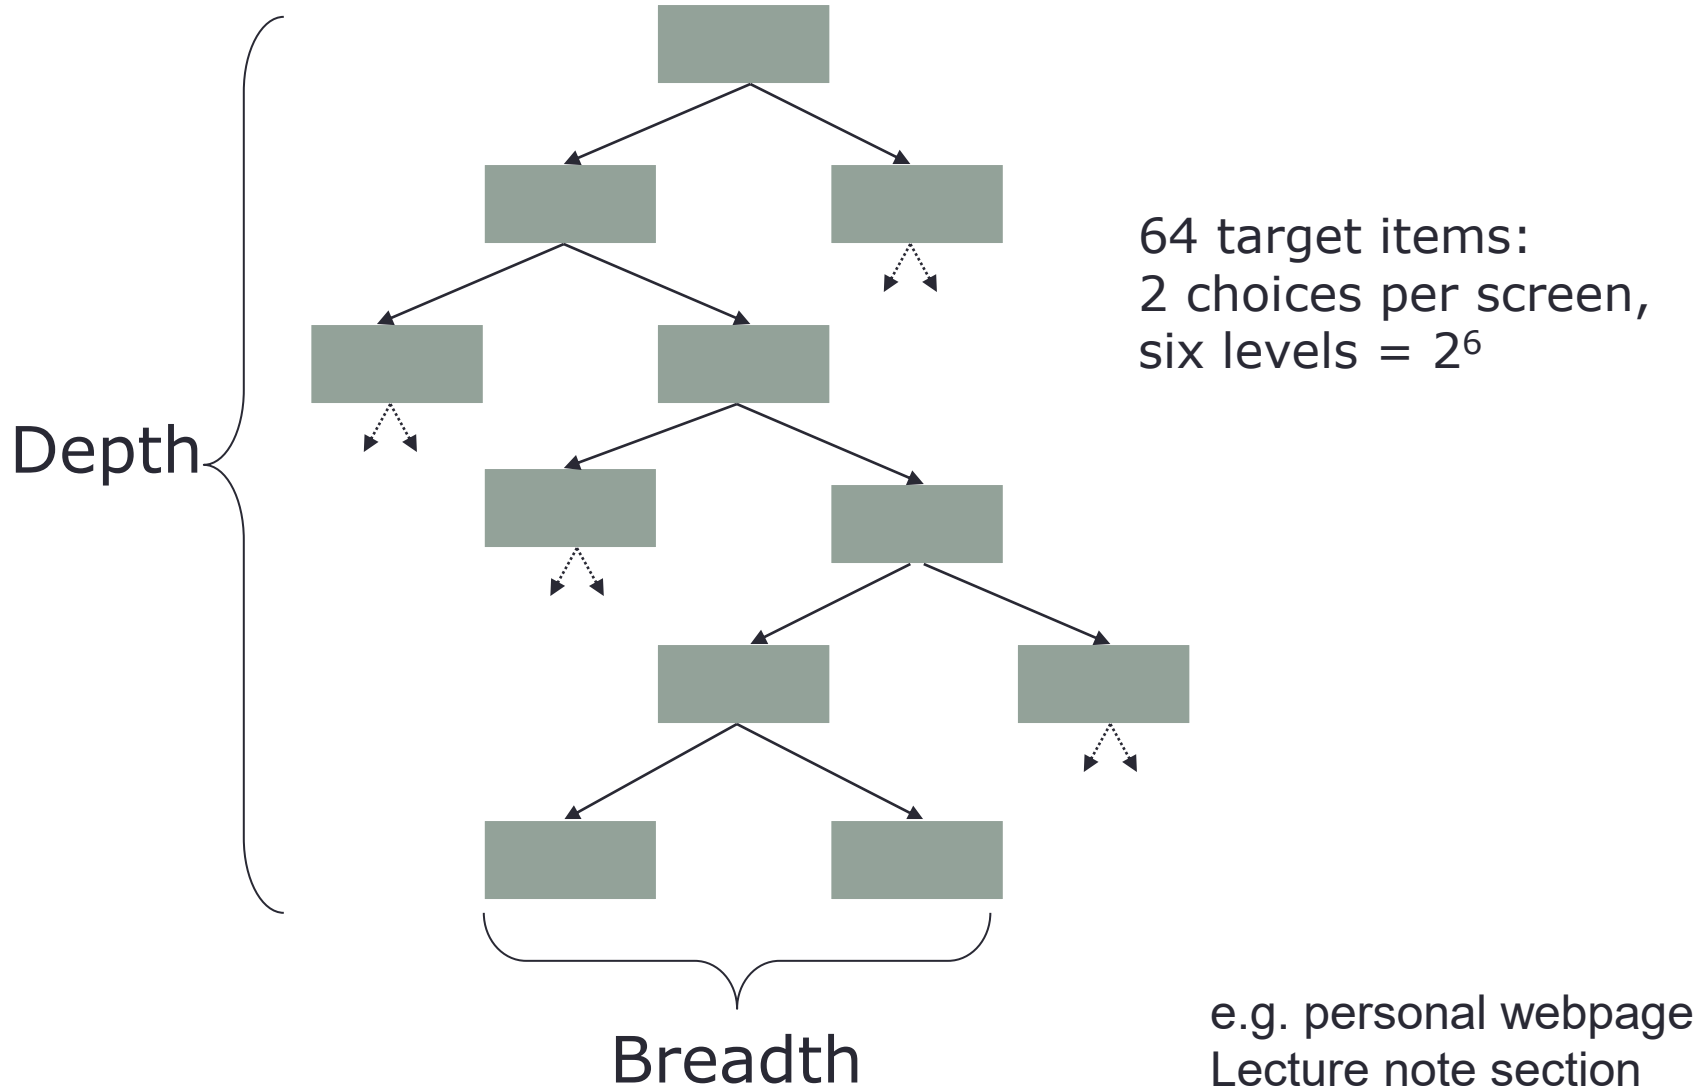 64 target items:
2 choices per screen,
six levels = 2⁶
Depth
Breadth
e.g. personal webpage
Lecture note section